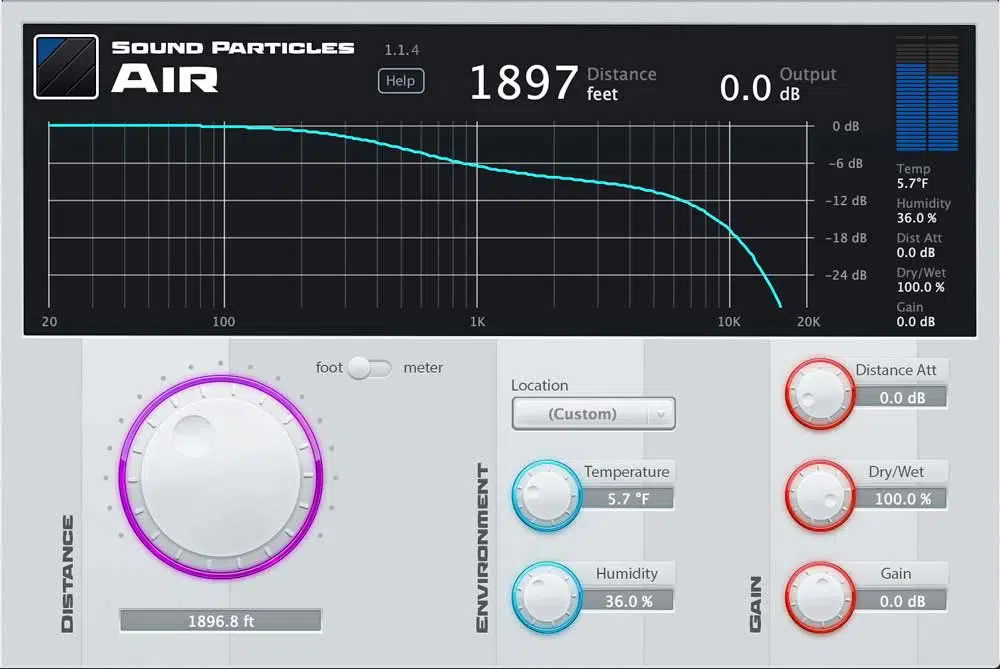 SOUND PARTICLES
AIR
1.1.4
Help
1897 Distance
feet
0.0 Output
dB
0 dB
-6 dB
-12 dB
-18 dB
-24 dB
20 100 1K 10K 20K
Temp
5.7°F
Humidity
36.0 %
Dist Att
0.0 dB
Dry/Wet
100.0 %
Gain
0.0 dB
foot meter
DISTANCE
1896.8 ft
ENVIRONMENT
Location
(Custom)
Temperature
5.7 °F
Humidity
36.0 %
GAIN
Distance Att
0.0 dB
Dry/Wet
100.0 %
Gain
0.0 dB